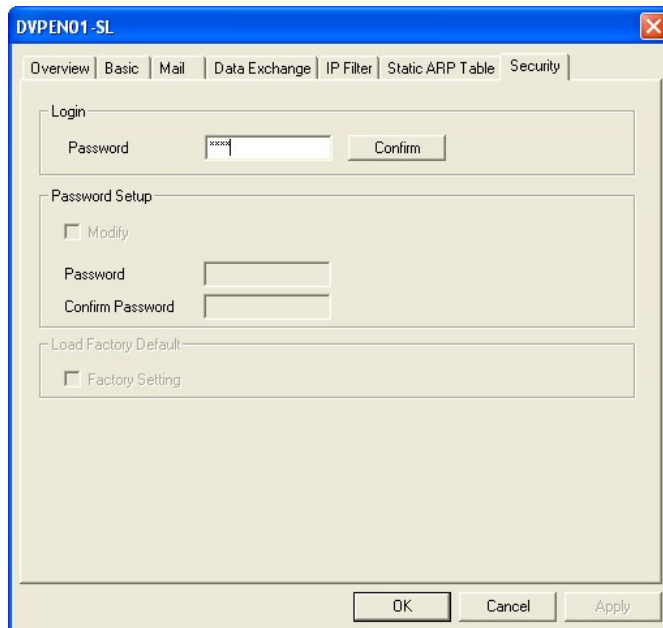 DVPEN01-SL
Overview Basic Mail Data Exchange IP Filter Static ARP Table Security
Login
Password xxxx Confirm
Password Setup
Modify
Password
Confirm Password
Load Factory Default
Factory Setting
OK Cancel Apply